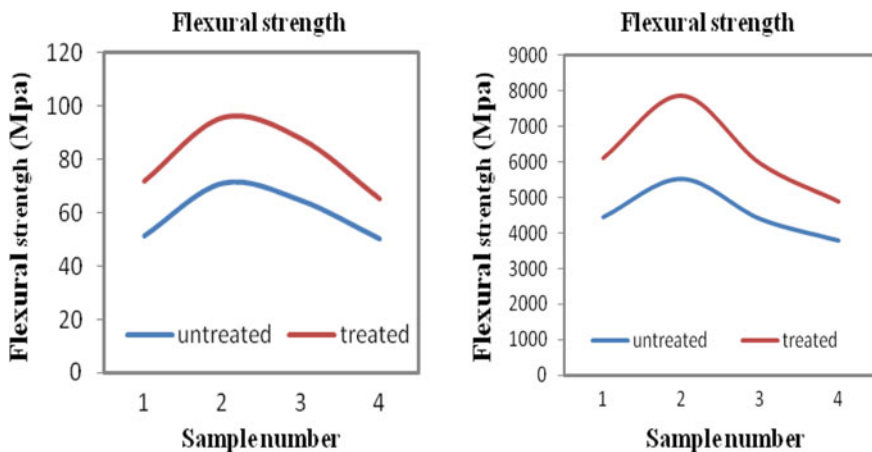 Flexural strength
Flexural strentgh (Mpa)
120
100
80
60
40
20
0
untreated
treated
1 2 3 4
Sample number
Flexural strength
Flexural strentgh (Mpa)
9000
8000
7000
6000
5000
4000
3000
2000
1000
0
untreated
treated
1 2 3 4
Sample number